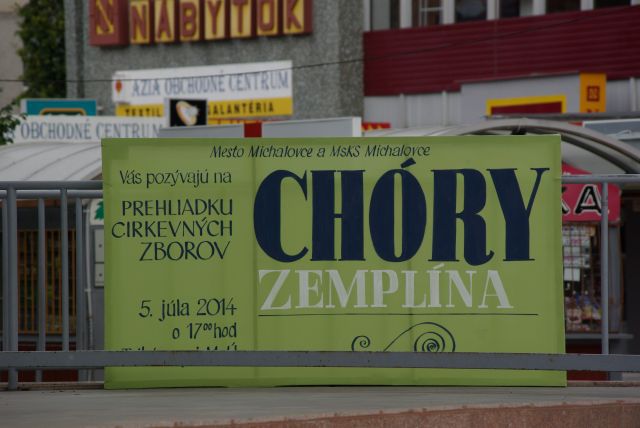 NÁBYTOK
AZIA OBCHODNÉ CENTRUM
TEXTIL
GALANTÉRIA
OBCHODNÉ CENTRUM
Mesto Michalovce a MsKS Michalovce
Vás pozývajú na
PREHLIADKU
CIRKEVNÝCH
ZBOROV
CHÓRY
ZEMPLÍNA
5. júla 2014
o 17⁰⁰ hod